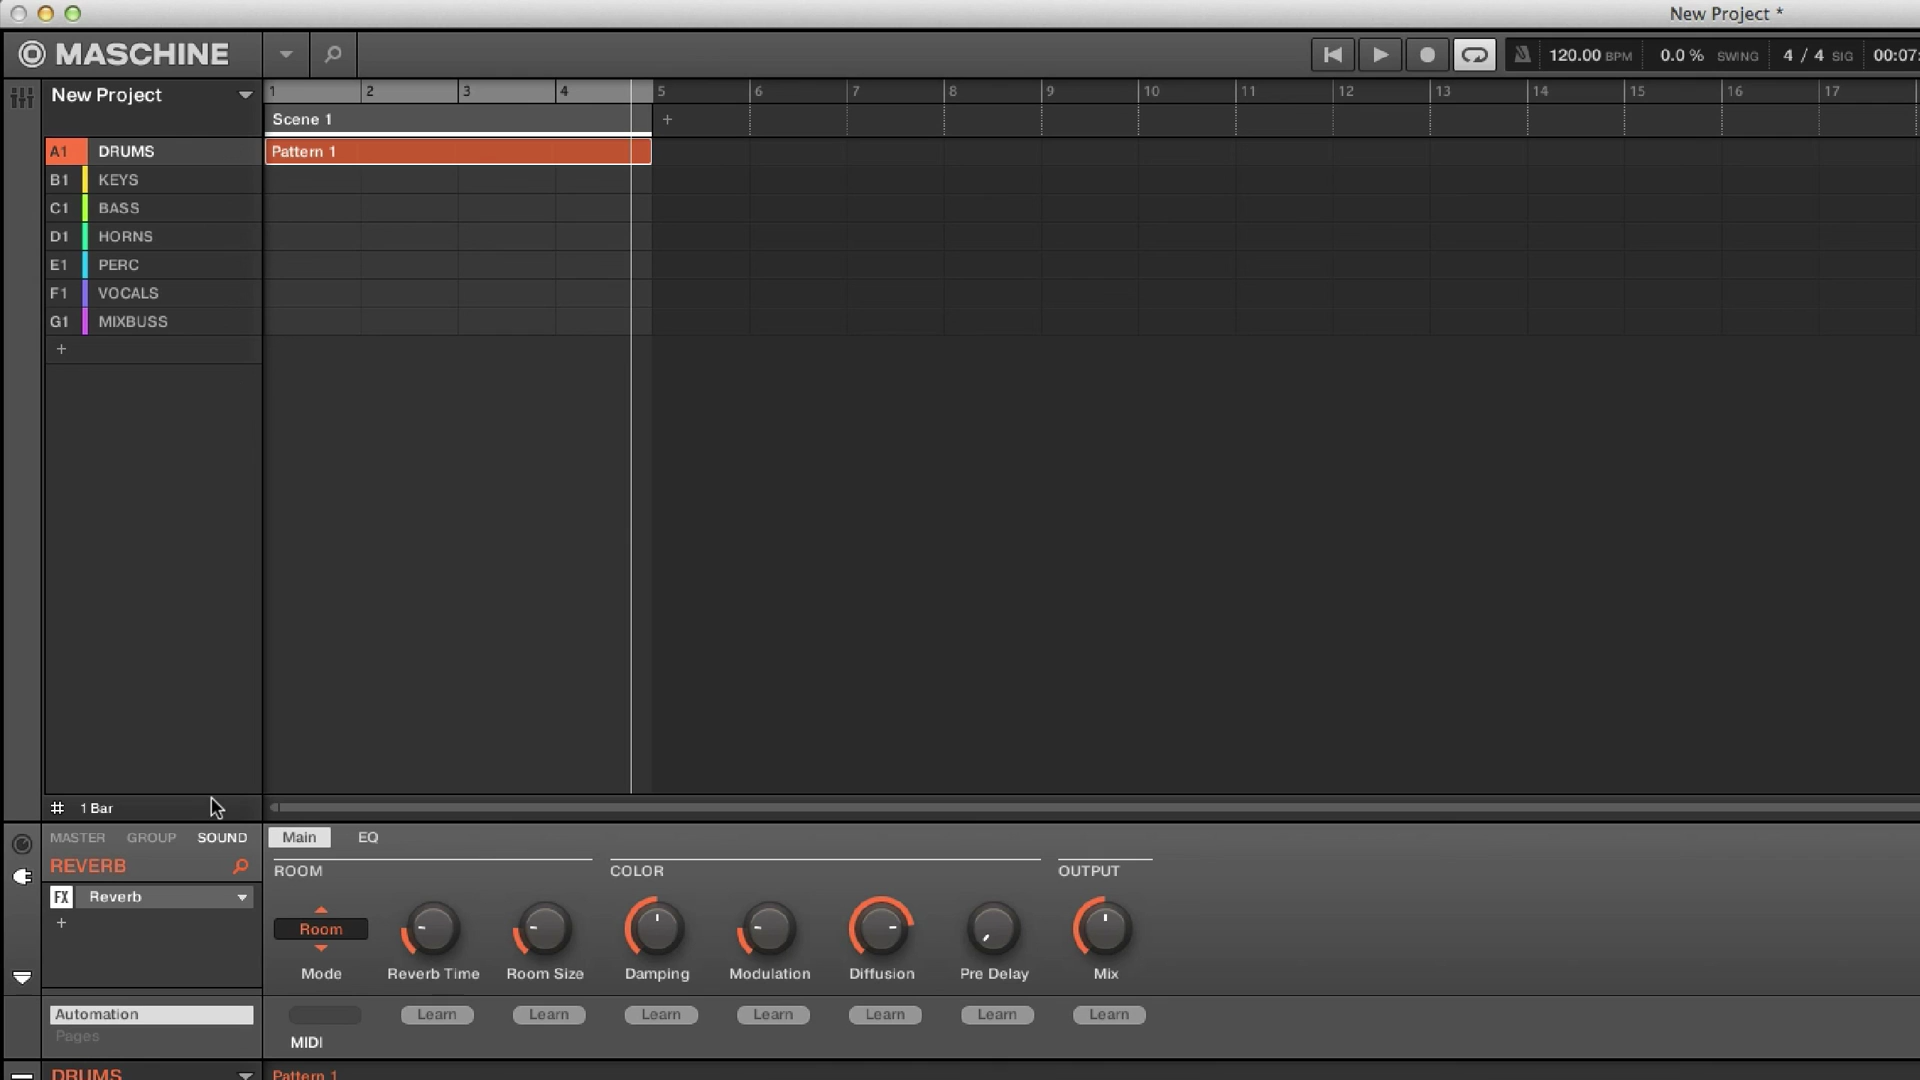 New Project *
MASCHINE
120.00 BPM 0.0 % SWING 4 / 4 SIG 00:07:
New Project
1 2 3 4 5 6 7 8 9 10 11 12 13 14 15 16 17
Scene 1 +
A1 DRUMS Pattern 1
B1 KEYS
C1 BASS
D1 HORNS
E1 PERC
F1 VOCALS
G1 MIXBUSS
+
1 Bar
MASTER GROUP SOUND Main EQ
REVERB ROOM COLOR OUTPUT
FX Reverb
+
Room
Mode Reverb Time Room Size Damping Modulation Diffusion Pre Delay Mix
Automation Learn Learn Learn Learn Learn Learn Learn
Pages MIDI
DRUMS Pattern 1